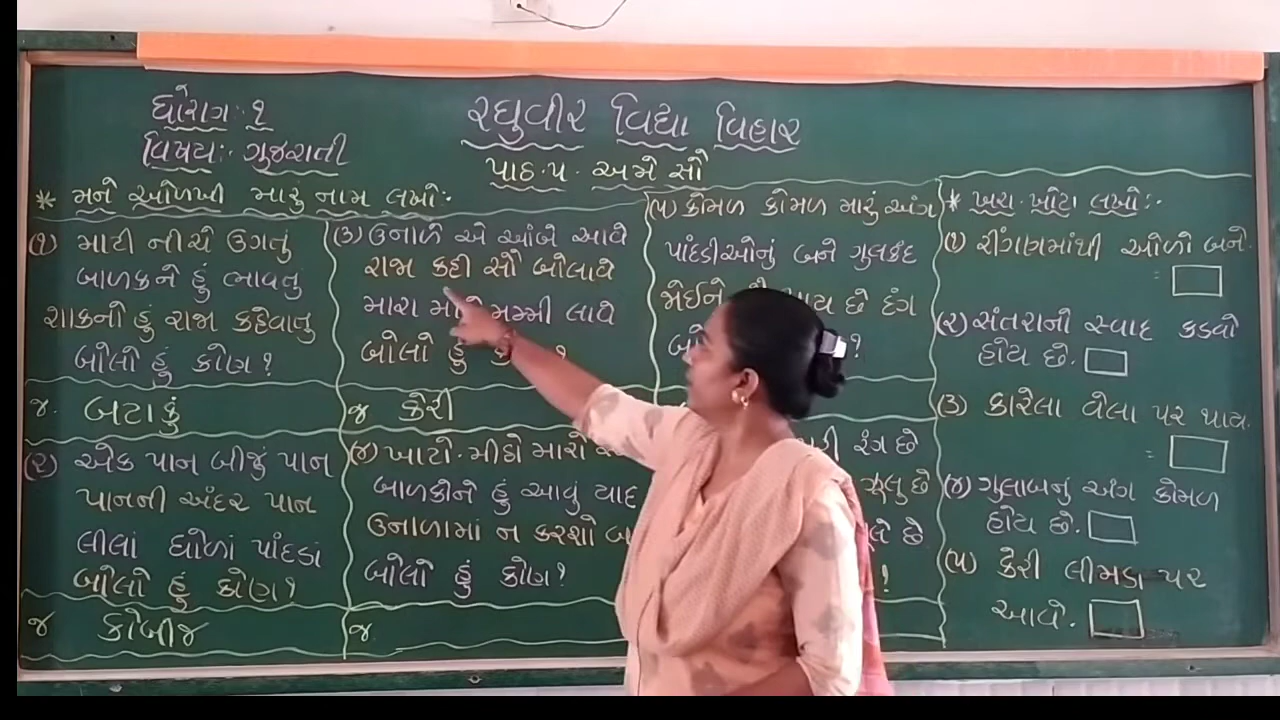 ધોરણ : ૧
વિષય:- ગુજરાતી
રઘુવીર વિદ્યા વિહાર
પાઠ.૫. અમે સૌ
* મને ઓળખી મારું નામ લખો:-
(૧) માટી નીચે ઉગતું
બાળકને હું ભાવતું
શાકનો હું રાજા કહેવાતું
બોલો હું કોણ?
જ. બટાકું
(૨) એક પાન બીજું પાન
પાનની અંદર પાન
લીલાં ધોળાં પાંદડાં
બોલો હું કોણ?
જ કોબીજ
(૩) ઉનાળે એ આંબે આવે
રાજા કહી સૌ બોલાવે
મારા માટે મમ્મી લાવે
બોલો હું
જ કેરી
(૪) ખાટો-મીઠો મારો
બાળકોને હું આવું યાદ
ઉનાળામાં ન કરશો
બોલો હું કોણ?
જ.
(૫) કોમળ કોમળ મારું અંગ
પાંદડીઓનું બને ગુલકંદ
જોઈને થાય છે દંગ
રંગ છે
છે
* ખરા ખોટા લખો:-
(૧) રીંગણમાંથી ઓળો બને.
(૨) સંતરાનો સ્વાદ કડવો
હોય છે.
(૩) કારેલા વેલા પર થાય.
(૪) ગુલાબનું અંગ કોમળ
હોય છે.
(૫) કેરી લીમડા પર
આવે.